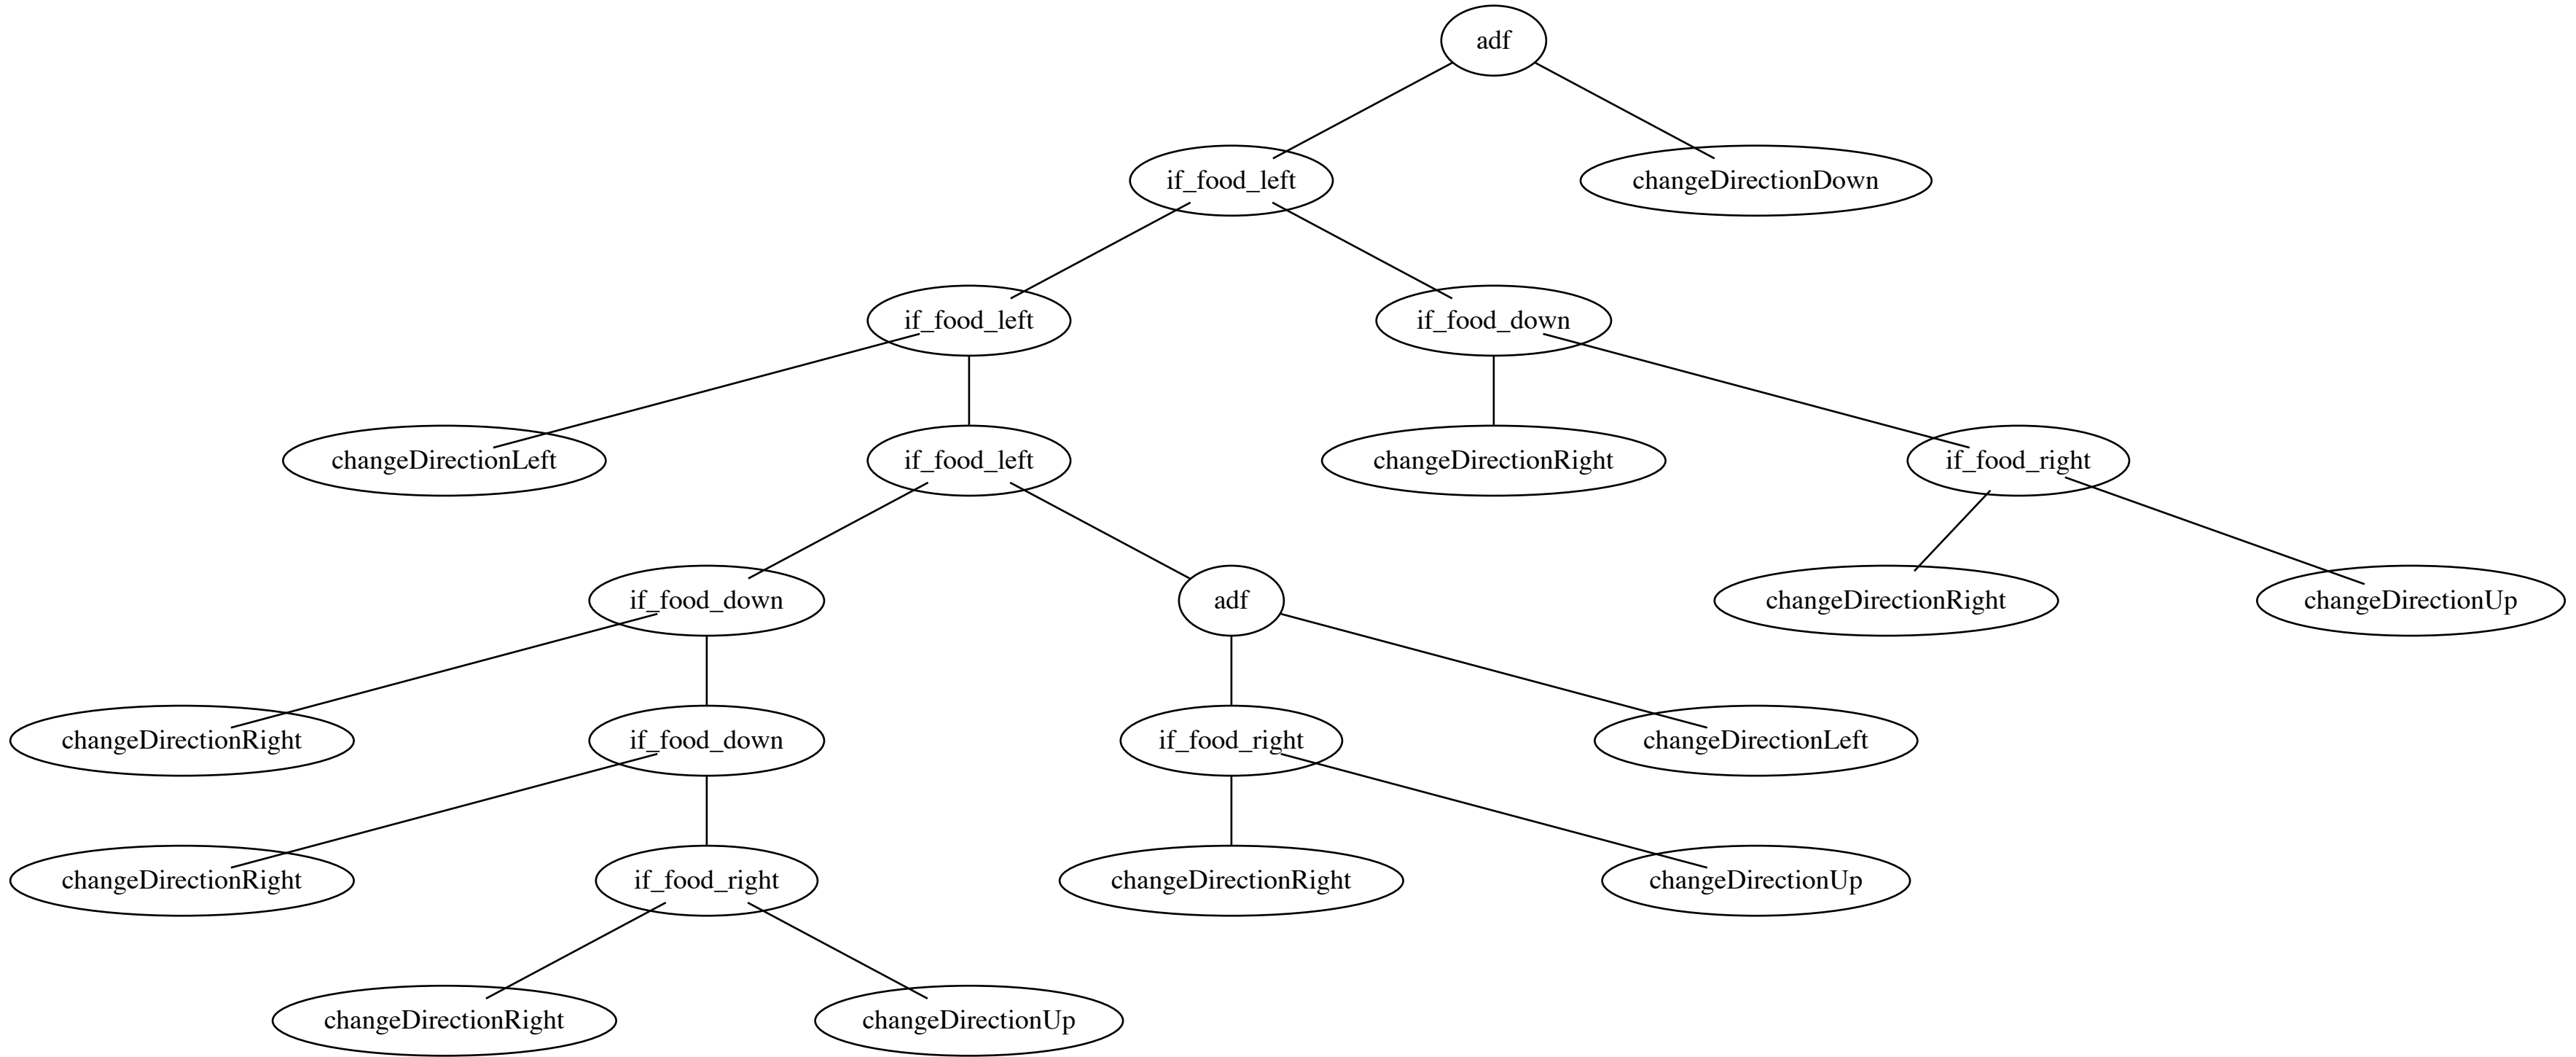 adf
if_food_left
changeDirectionDown
if_food_left
if_food_down
changeDirectionLeft
if_food_left
changeDirectionRight
if_food_right
if_food_down
adf
changeDirectionRight
changeDirectionUp
changeDirectionRight
if_food_down
if_food_right
changeDirectionLeft
changeDirectionRight
if_food_right
changeDirectionRight
changeDirectionUp
changeDirectionRight
changeDirectionUp